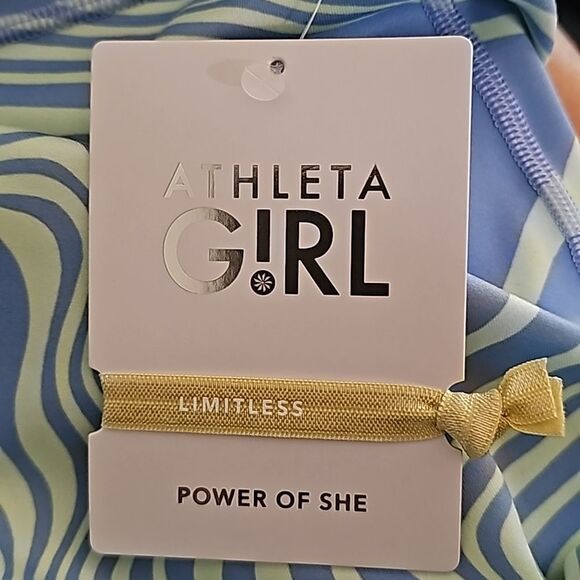 ATHLETA
G!RL
LIMITLESS
POWER OF SHE